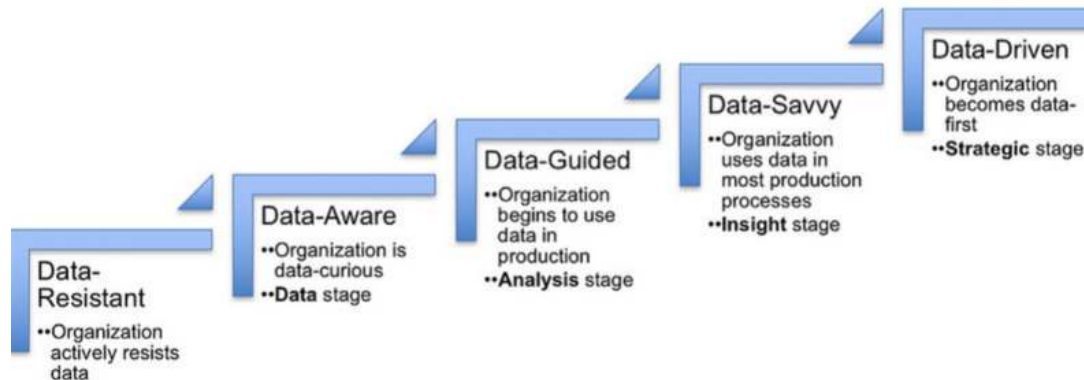 Data-
Resistant
••Organization
actively resists
data
Data-Aware
••Organization is
data-curious
••Data stage
Data-Guided
••Organization
begins to use
data in
production
••Analysis stage
Data-Savvy
••Organization
uses data in
most production
processes
••Insight stage
Data-Driven
••Organization
becomes data-
first
••Strategic stage